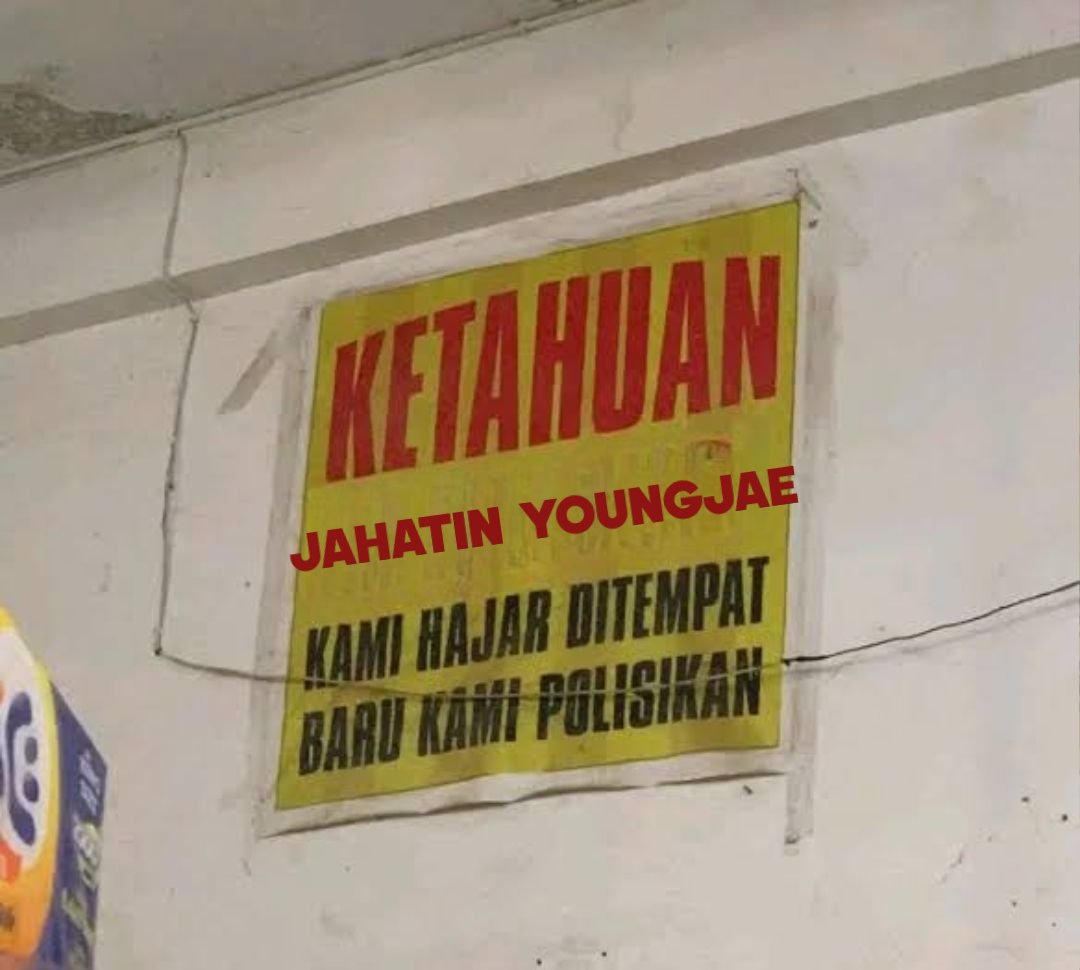 KETAHUAN
JAHATIN YOUNGJAE
KAMI HAJAR DITEMPAT
BARU KAMI POLISIKAN